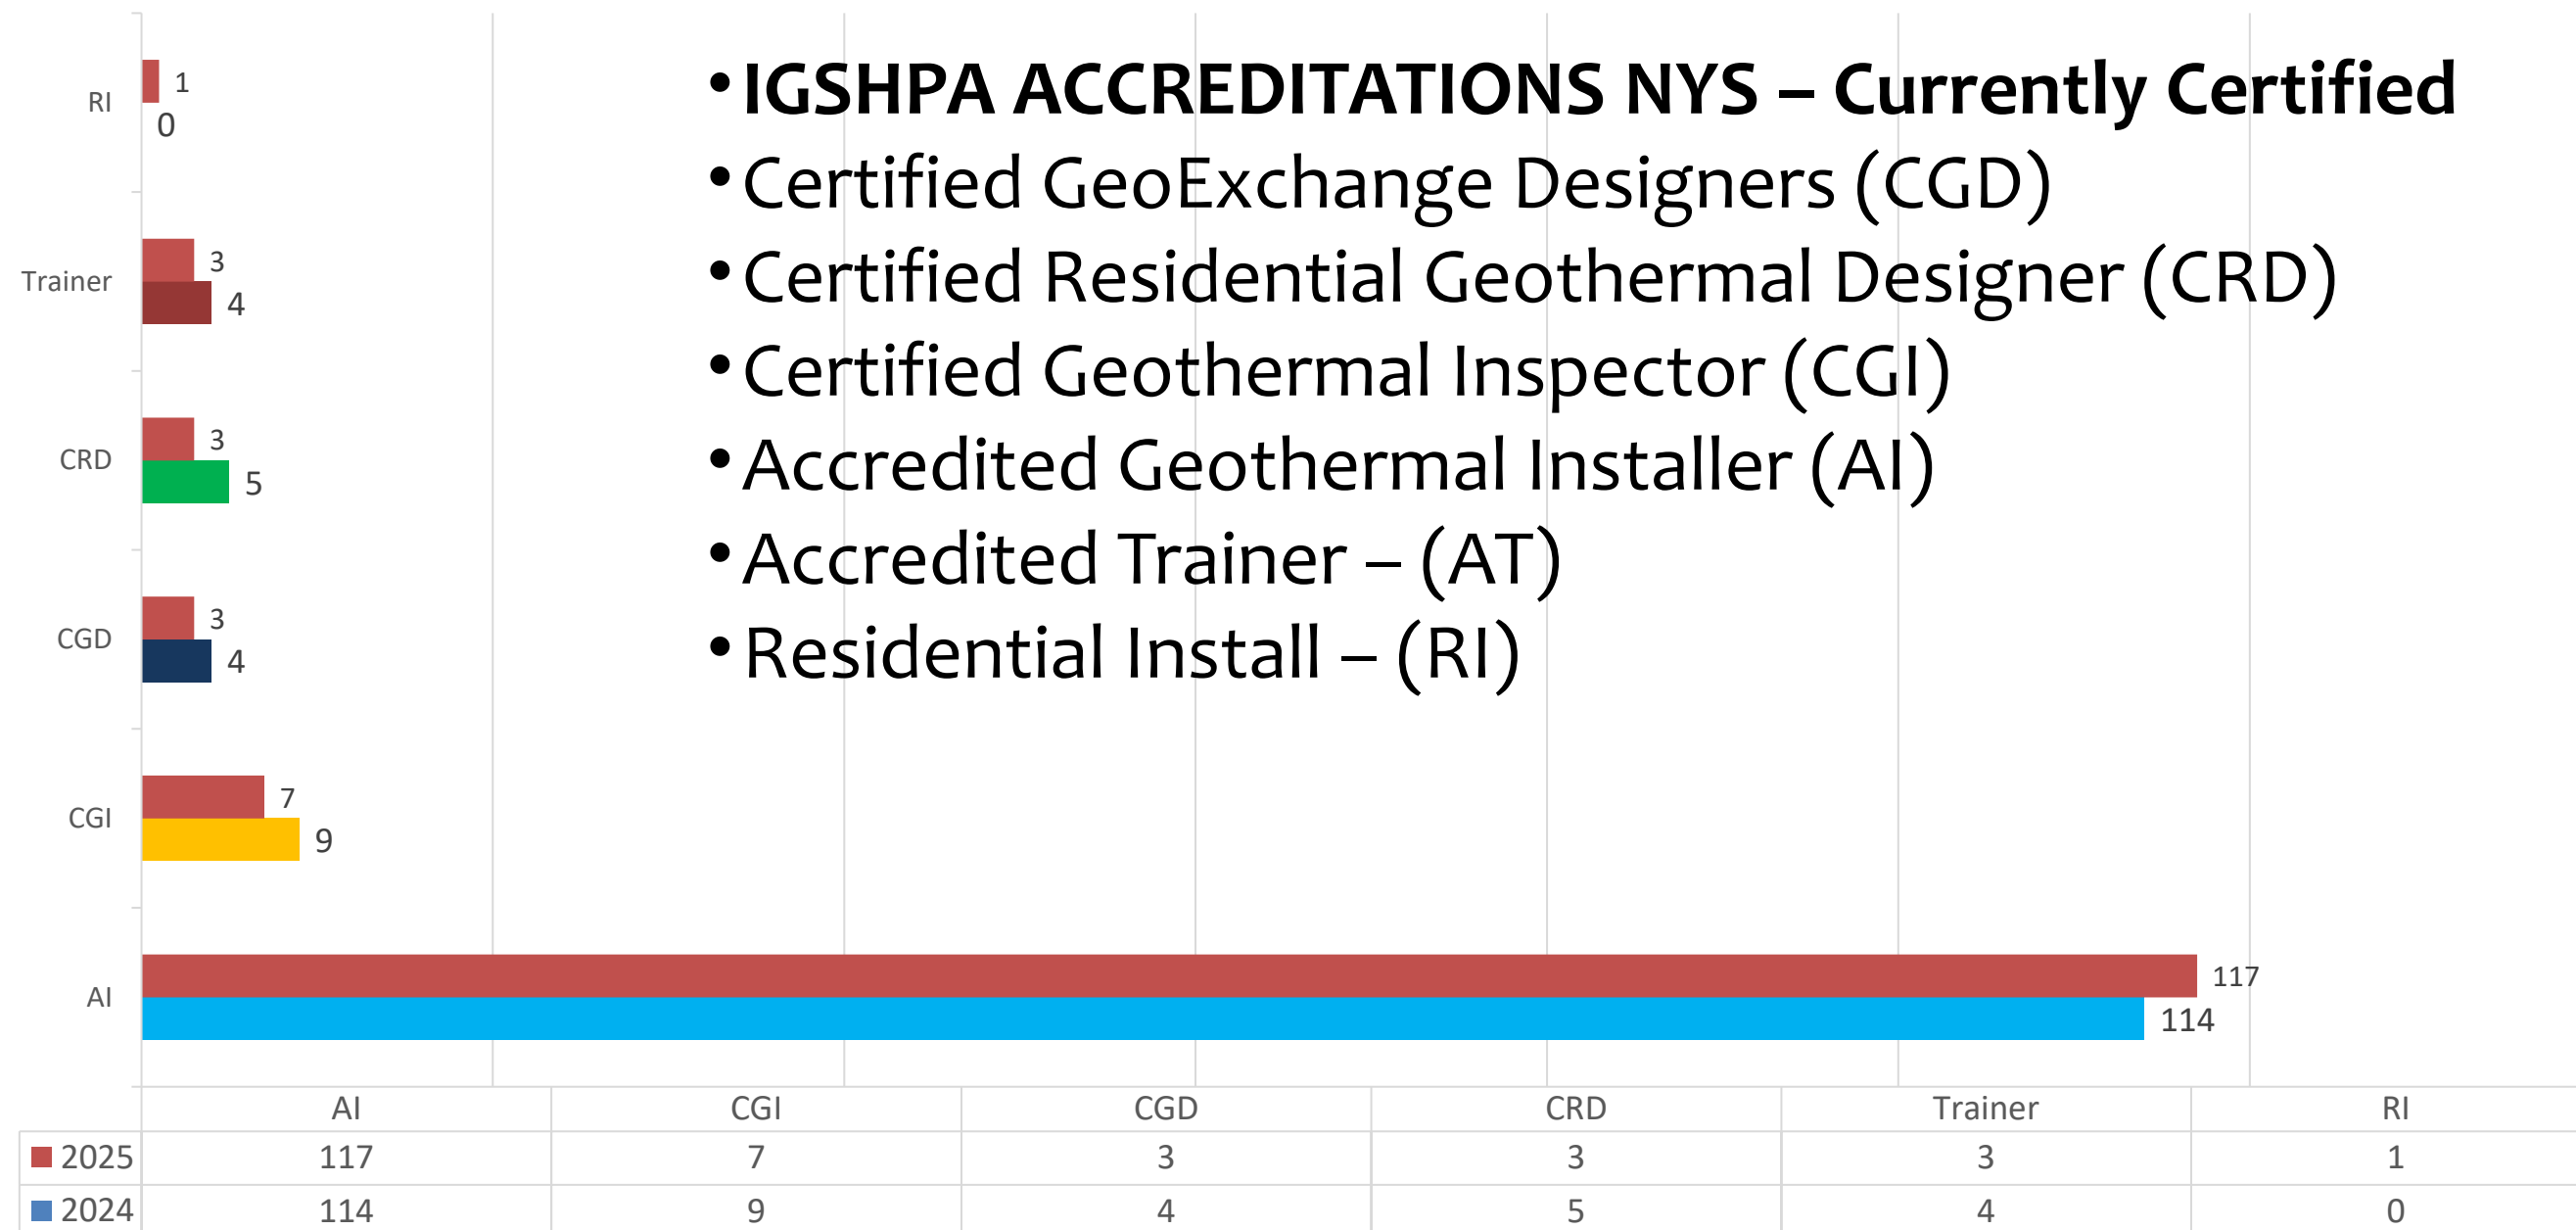 • IGSHPA ACCREDITATIONS NYS – Currently Certified
• Certified GeoExchange Designers (CGD)
• Certified Residential Geothermal Designer (CRD)
• Certified Geothermal Inspector (CGI)
• Accredited Geothermal Installer (AI)
• Accredited Trainer – (AT)
• Residential Install – (RI)
RI 1
0
Trainer 3
4
CRD 3
5
CGD 3
4
CGI 7
9
AI 117
114
AI CGI CGD CRD Trainer RI
2025 117 7 3 3 3 1
2024 114 9 4 5 4 0